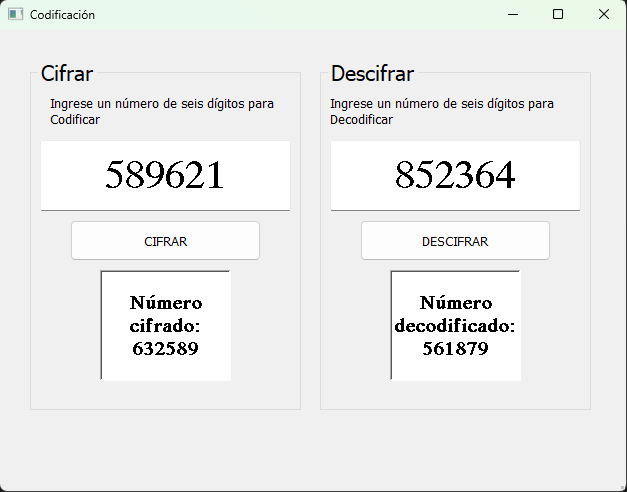 Codificación
Cifrar
Ingrese un número de seis dígitos para
Codificar
589621
CIFRAR
Número
cifrado:
632589
Descifrar
Ingrese un número de seis dígitos para
Decodificar
852364
DESCIFRAR
Número
decodificado:
561879